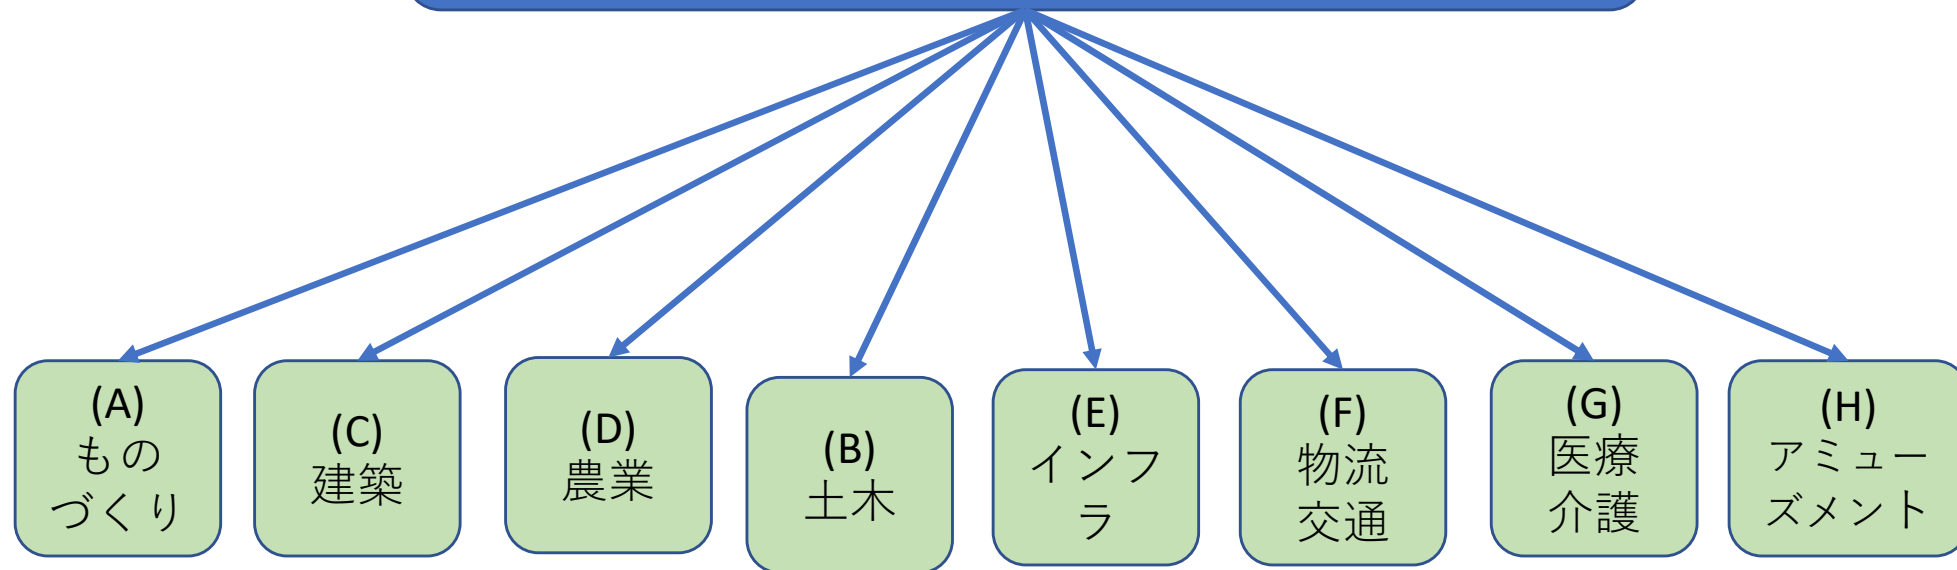 (A)
もの
づくり
(C)
建築
(D)
農業
(B)
土木
(E)
インフ
ラ
(F)
物流
交通
(G)
医療
介護
(H)
アミュー
ズメント